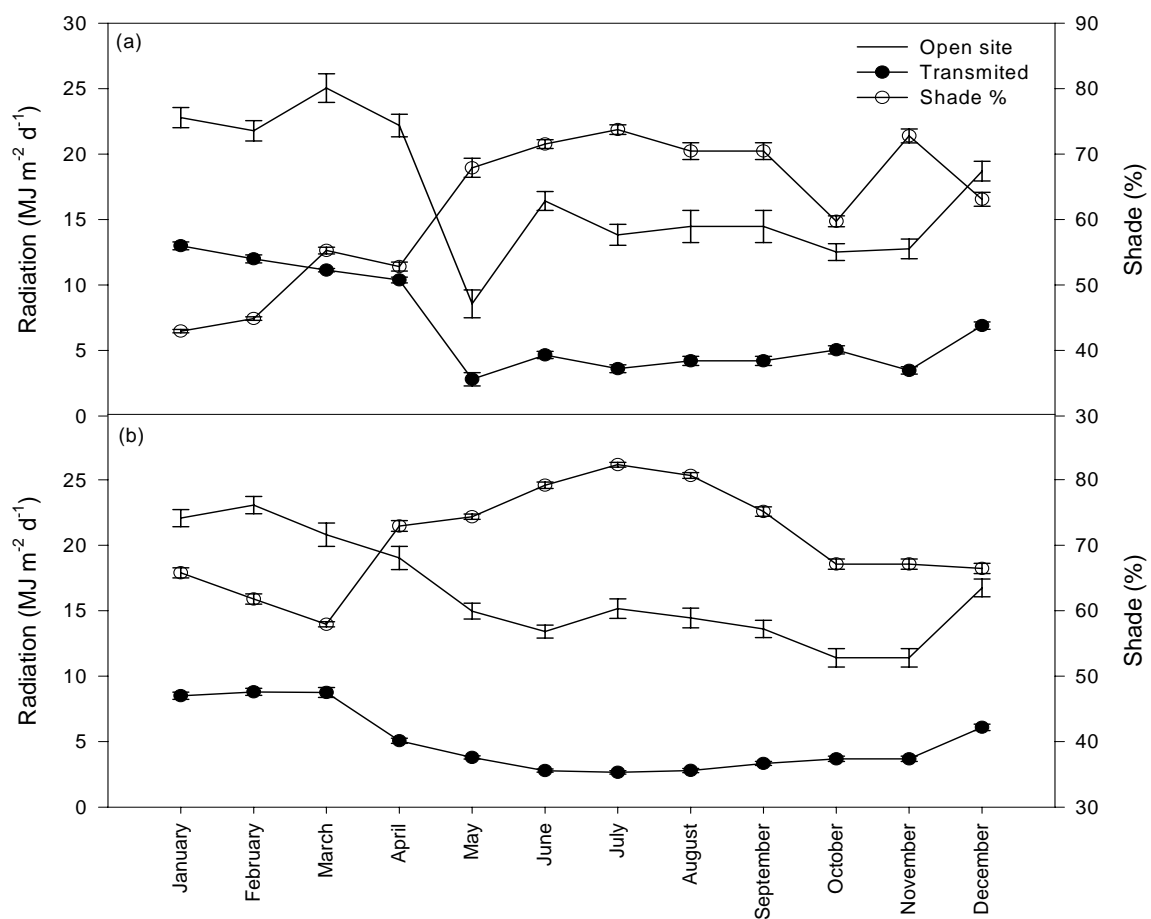 (a)
Open site
Transmited
Shade %
Radiation (MJ m⁻² d⁻¹)
30
25
20
15
10
5
0
90
80
70
60
50
40
30
Shade (%)
(b)
Radiation (MJ m⁻² d⁻¹)
25
20
15
10
5
0
80
70
60
50
40
30
Shade (%)
January
February
March
April
May
June
July
August
September
October
November
December